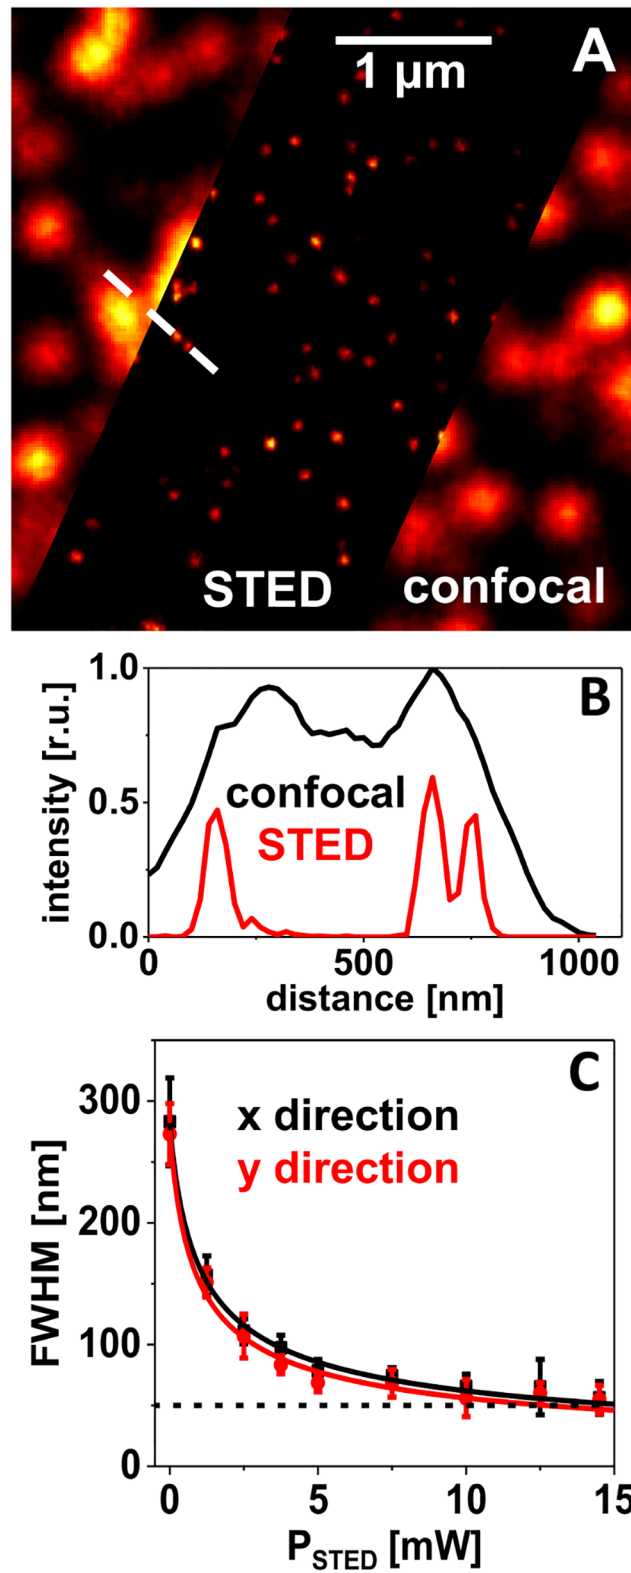 A
1 μm
STED
confocal
B
intensity [r.u.]
1.0
0.5
0.0
confocal
STED
0
500
1000
distance [nm]
C
FWHM [nm]
300
200
100
0
x direction
y direction
0
5
10
15
P_STED [mW]